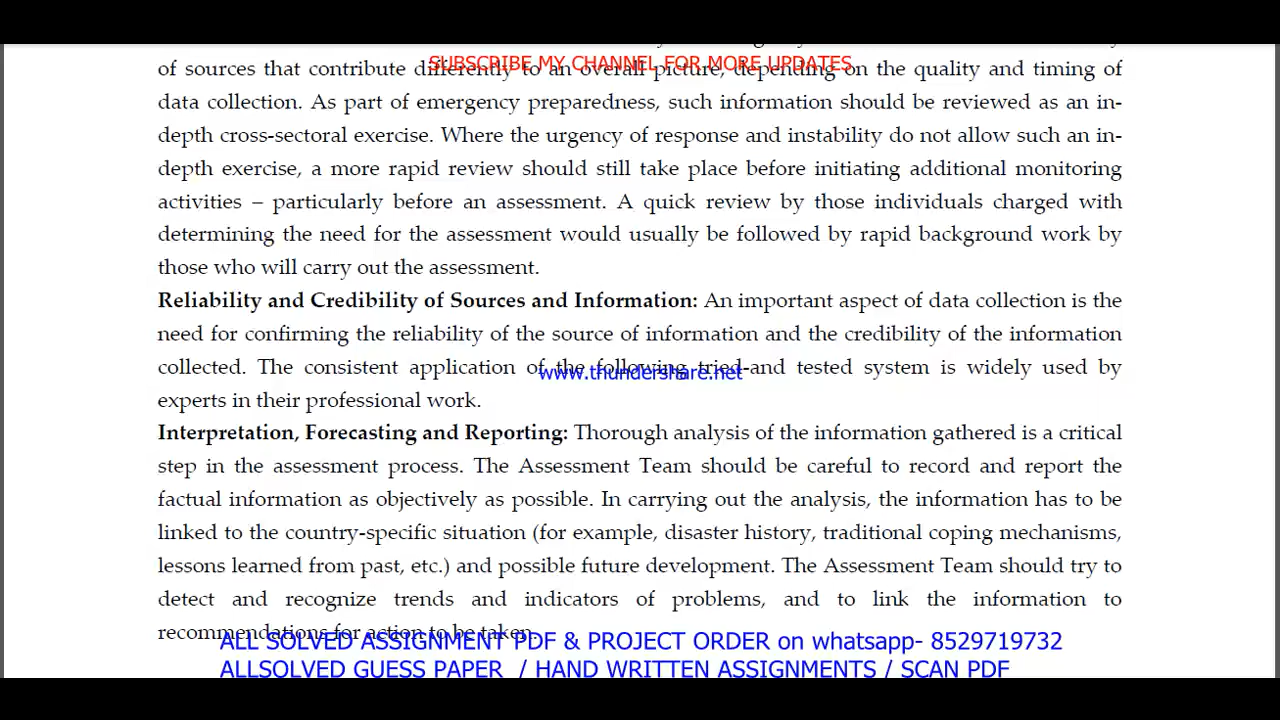 SUBSCRIBE MY CHANNEL FOR MORE UPDATES
of sources that contribute differently to an overall picture, depending on the quality and timing of
data collection. As part of emergency preparedness, such information should be reviewed as an in-
depth cross-sectoral exercise. Where the urgency of response and instability do not allow such an in-
depth exercise, a more rapid review should still take place before initiating additional monitoring
activities – particularly before an assessment. A quick review by those individuals charged with
determining the need for the assessment would usually be followed by rapid background work by
those who will carry out the assessment.
Reliability and Credibility of Sources and Information: An important aspect of data collection is the
need for confirming the reliability of the source of information and the credibility of the information
collected. The consistent application of the following tried-and tested system is widely used by
www.thundershare.net
experts in their professional work.
Interpretation, Forecasting and Reporting: Thorough analysis of the information gathered is a critical
step in the assessment process. The Assessment Team should be careful to record and report the
factual information as objectively as possible. In carrying out the analysis, the information has to be
linked to the country-specific situation (for example, disaster history, traditional coping mechanisms,
lessons learned from past, etc.) and possible future development. The Assessment Team should try to
detect and recognize trends and indicators of problems, and to link the information to
recommendations for action to be taken.
ALL SOLVED ASSIGNMENT PDF & PROJECT ORDER on whatsapp- 8529719732
ALLSOLVED GUESS PAPER / HAND WRITTEN ASSIGNMENTS / SCAN PDF